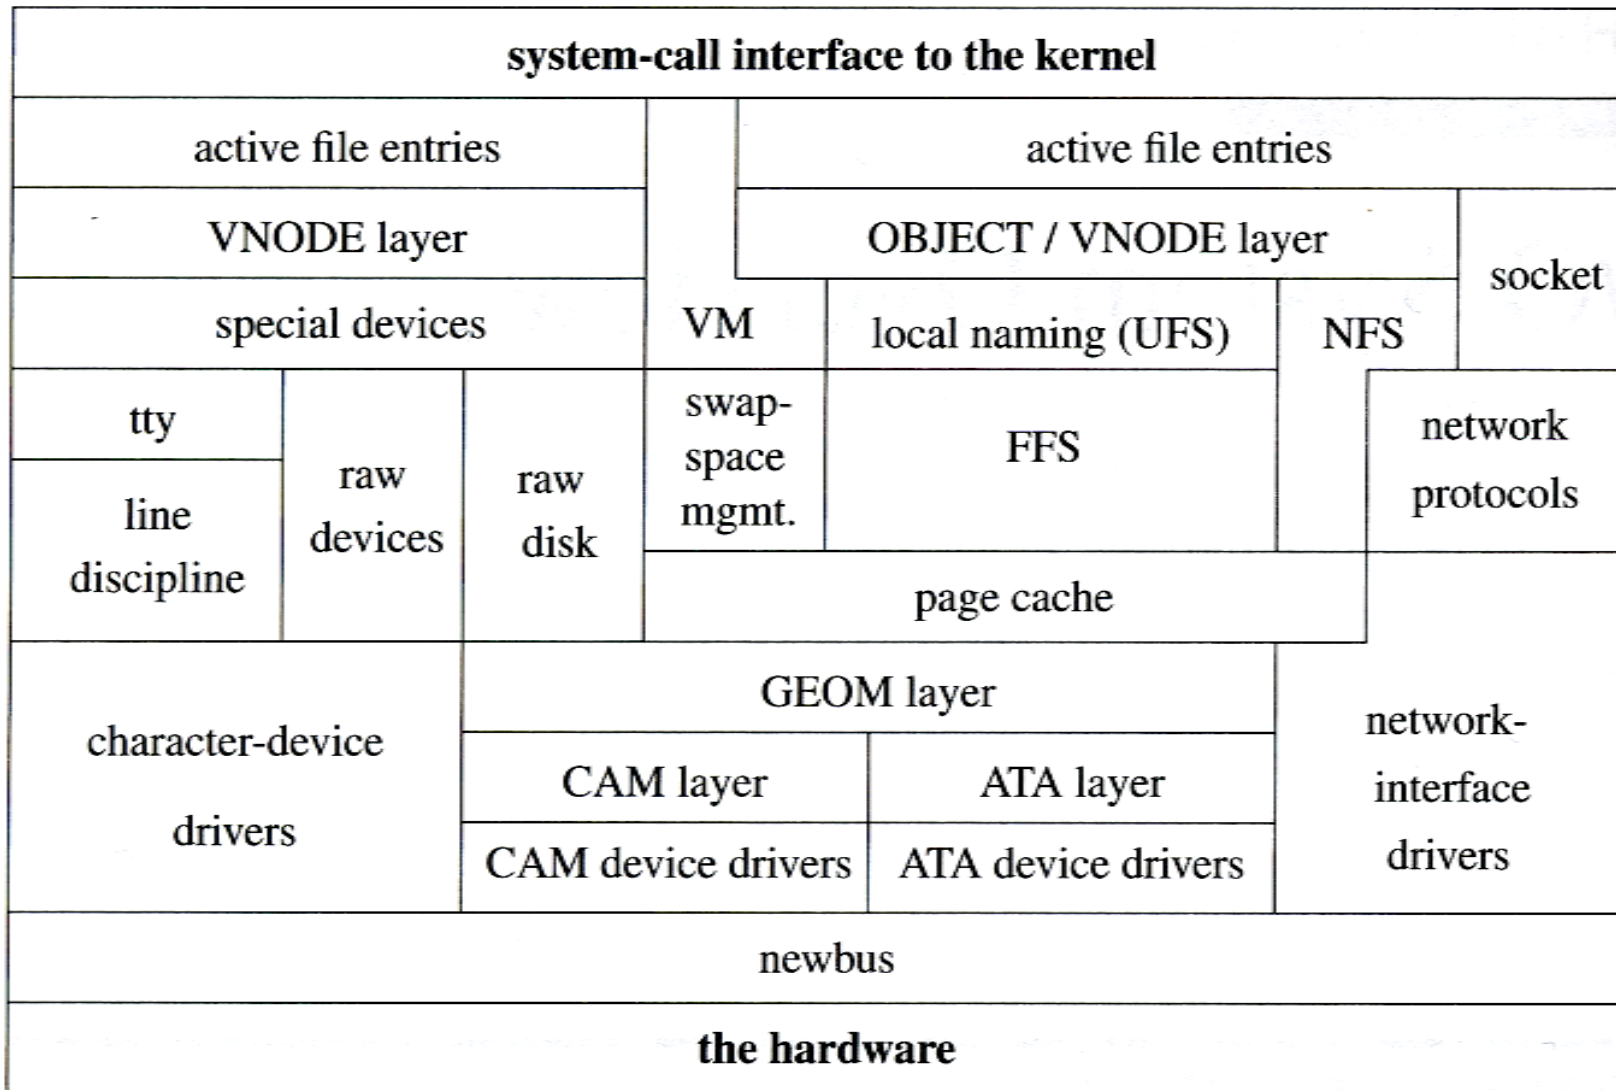 system-call interface to the kernel
active file entries
active file entries
VNODE layer
OBJECT / VNODE layer
socket
special devices
VM
local naming (UFS)
NFS
tty
line
discipline
raw
devices
raw
disk
swap-
space
mgmt.
FFS
network
protocols
page cache
GEOM layer
character-device
drivers
CAM layer
ATA layer
CAM device drivers
ATA device drivers
network-
interface
drivers
newbus
the hardware